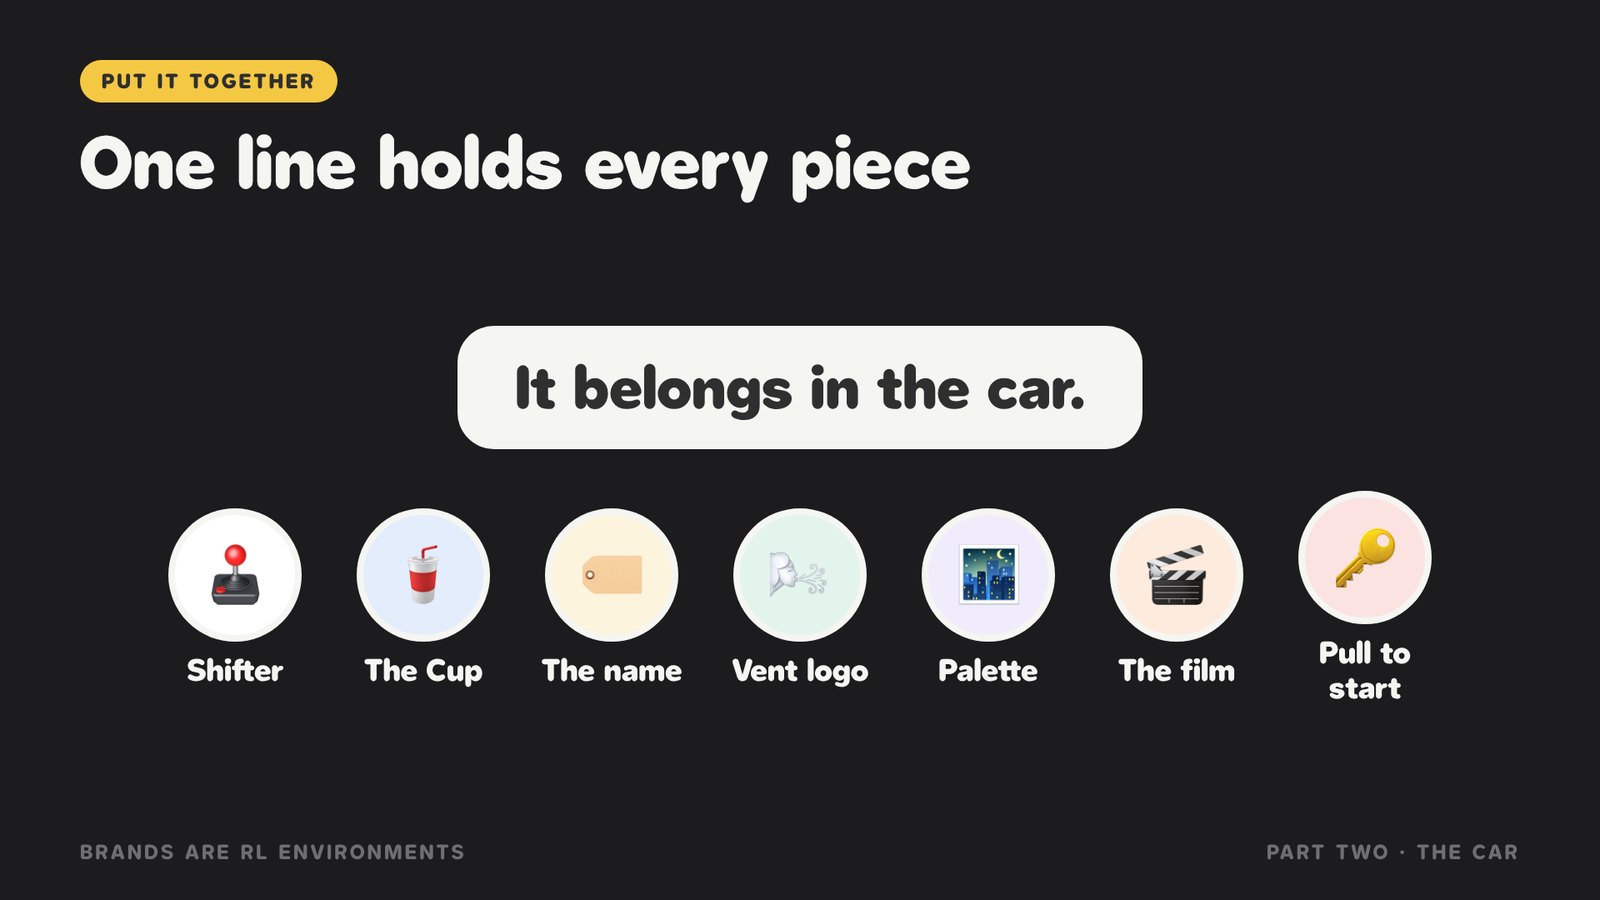 PUT IT TOGETHER
One line holds every piece
It belongs in the car.
Shifter
The Cup
The name
Vent logo
Palette
The film
Pull to
start
BRANDS ARE RL ENVIRONMENTS
PART TWO · THE CAR